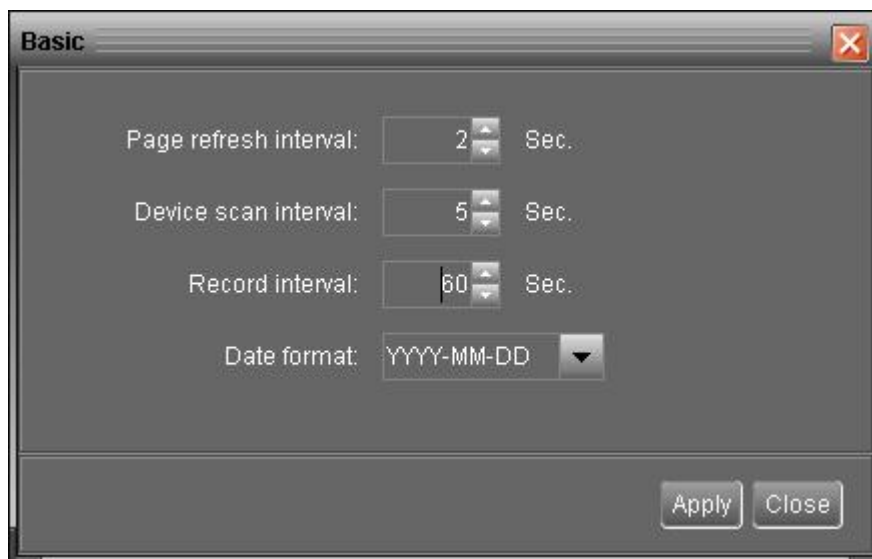 Basic
Page refresh interval: 2 Sec.
Device scan interval: 5 Sec.
Record interval: 60 Sec.
Date format: YYYY-MM-DD
Apply Close